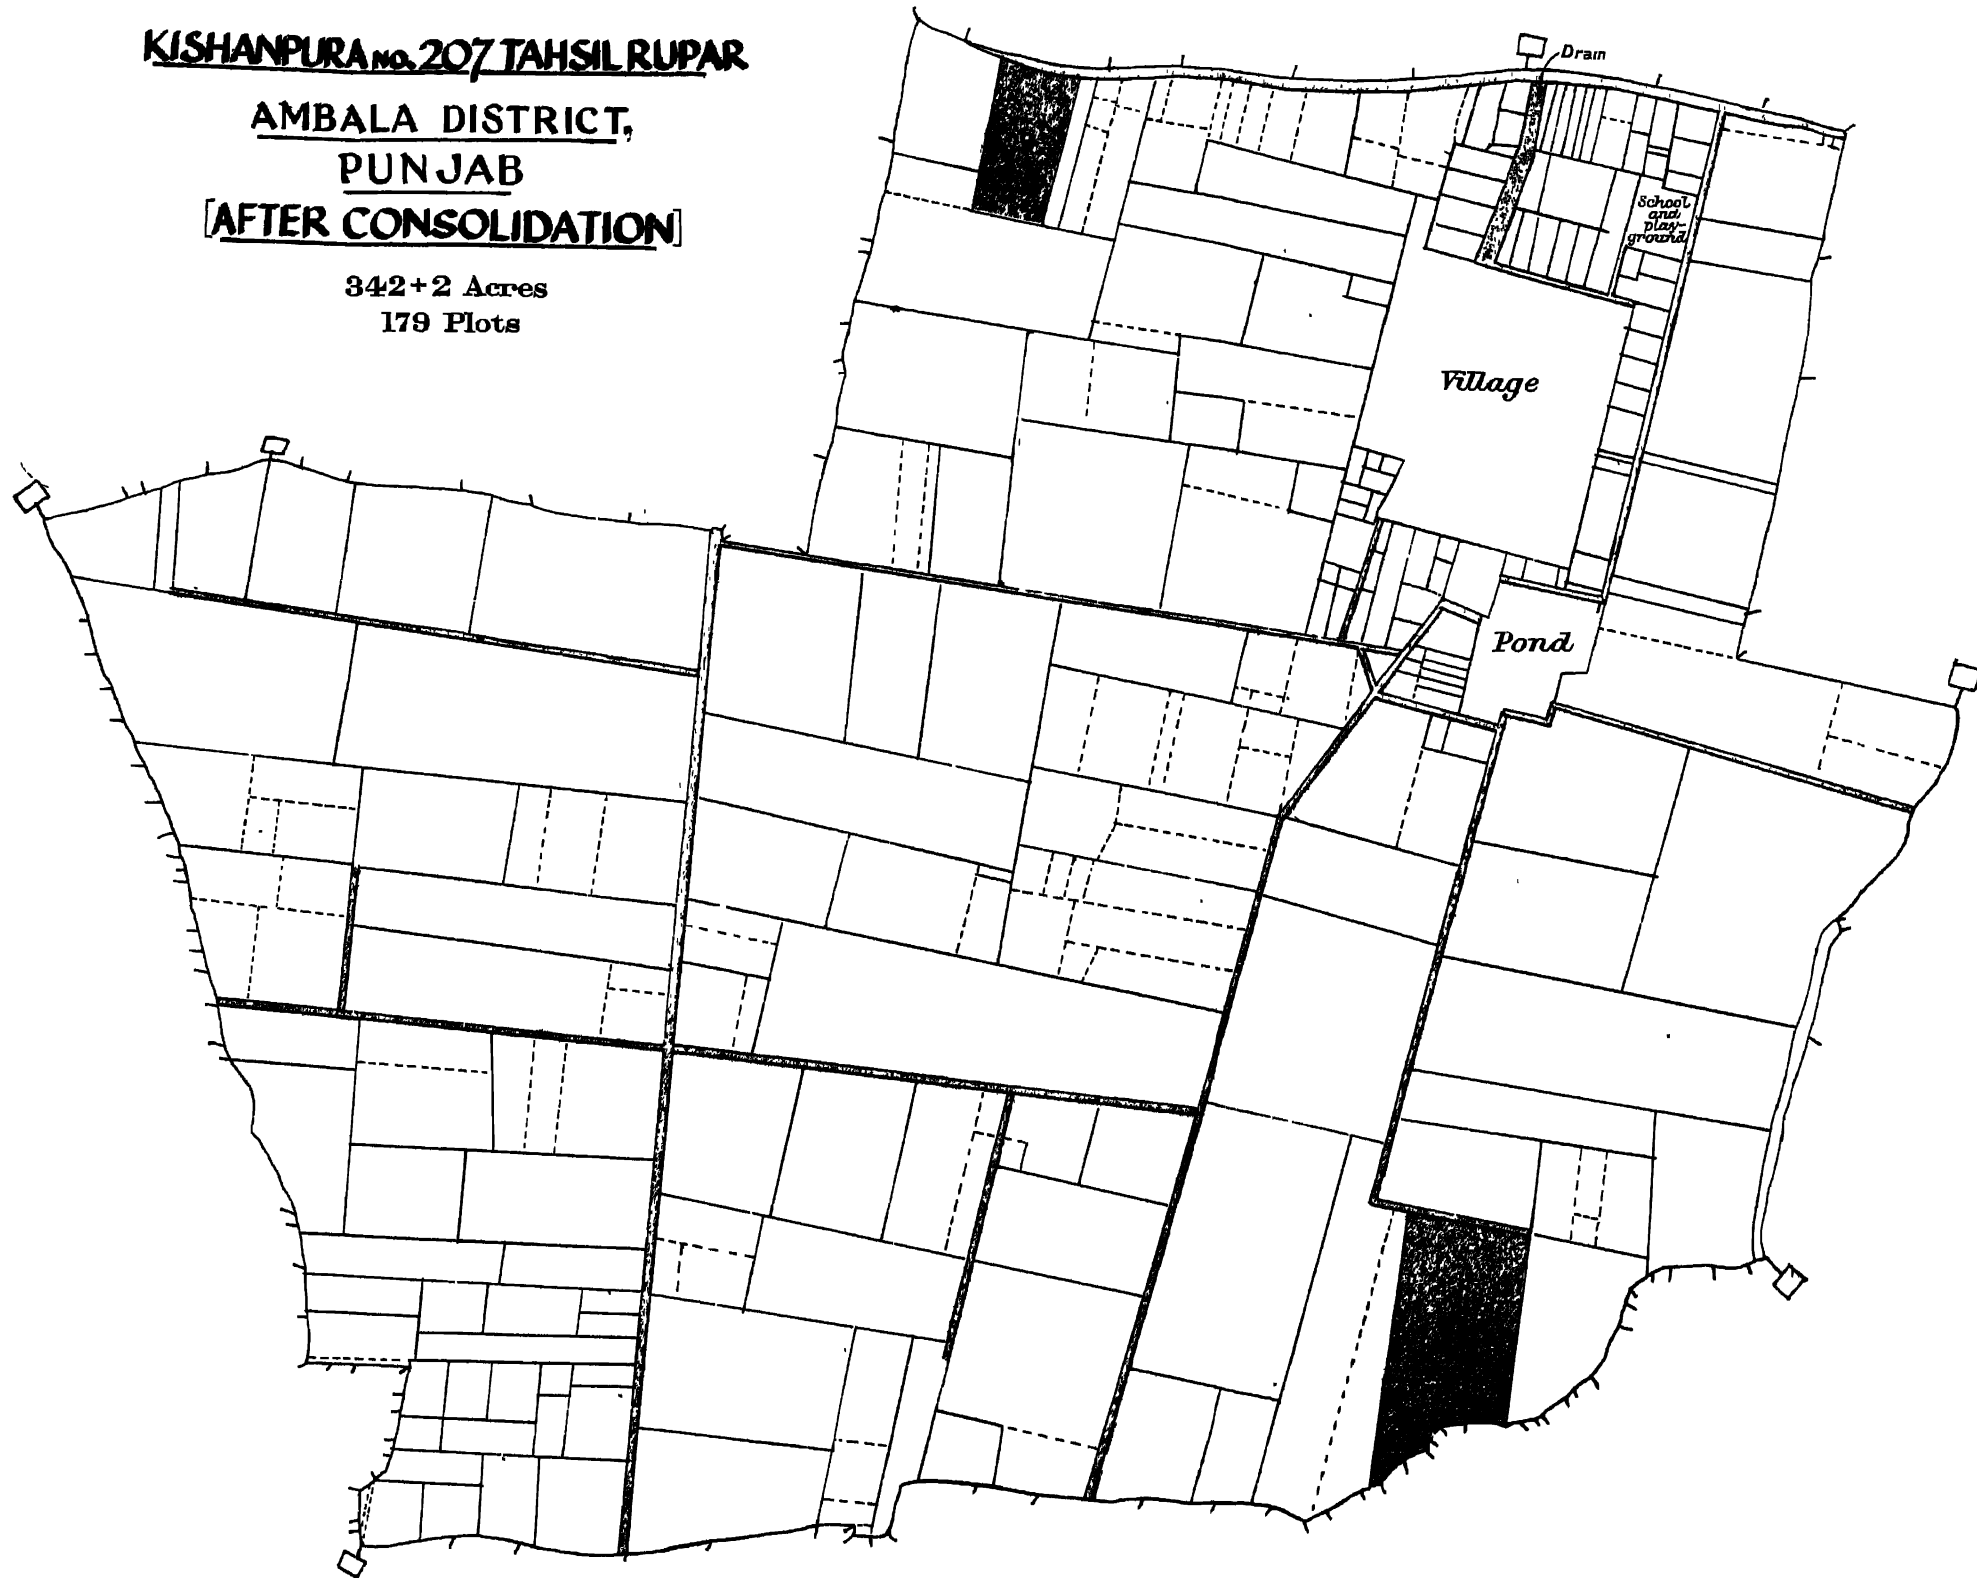 KISHANPURA NO. 207 TAHSIL RUPAR
AMBALA DISTRICT,
PUNJAB
[AFTER CONSOLIDATION]
342+2 Acres
179 Plots
Drain
School
and
play-
ground
Village
Pond